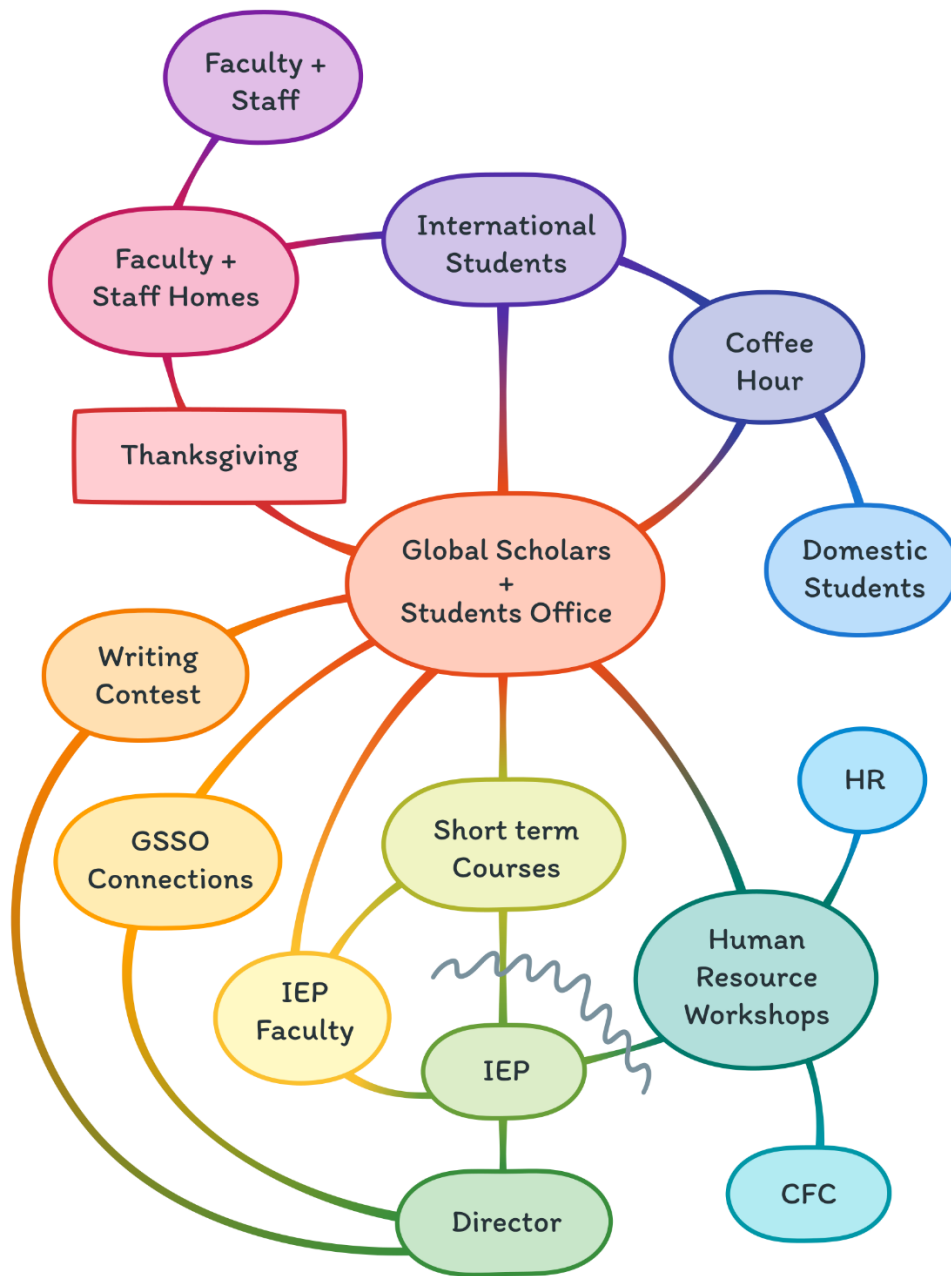 Faculty +
Staff
International
Students
Faculty +
Staff Homes
Coffee
Hour
Thanksgiving
Global Scholars
+
Students Office
Domestic
Students
Writing
Contest
HR
GSSO
Connections
Short term
Courses
Human
Resource
Workshops
IEP
Faculty
IEP
CFC
Director